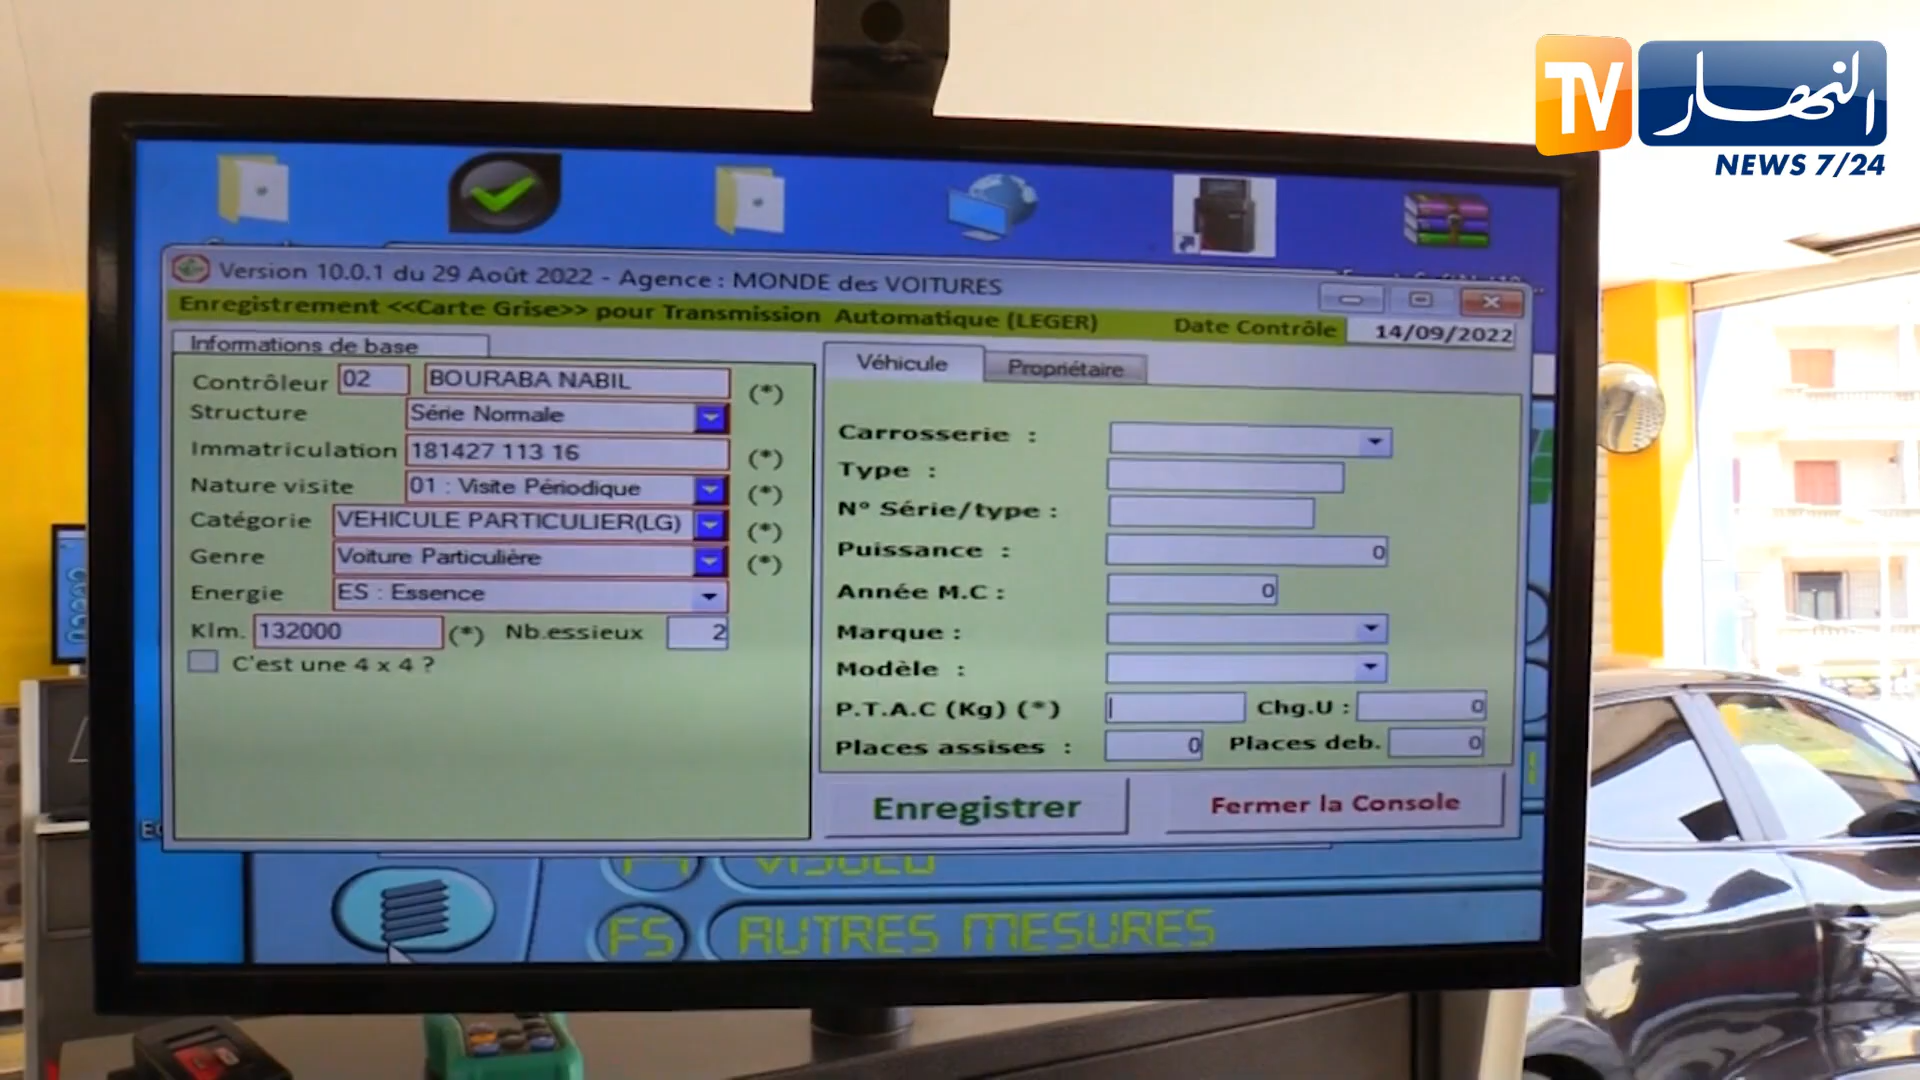 TV النهار
NEWS 7/24
Version 10.0.1 du 29 Août 2022 - Agence : MONDE des VOITURES
Enregistrement <<Carte Grise>> pour Transmission Automatique (LEGER) Date Contrôle 14/09/2022
Informations de base
Contrôleur 02 BOURABA NABIL (*)
Structure Série Normale
Immatriculation 181427 113 16 (*)
Nature visite 01 : Visite Périodique (*)
Catégorie VEHICULE PARTICULIER(LG) (*)
Genre Voiture Particulière (*)
Energie ES : Essence
Klm. 132000 (*) Nb.essieux 2
C'est une 4 x 4 ?
Véhicule Propriétaire
Carrosserie :
Type :
N° Série/type :
Puissance : 0
Année M.C : 0
Marque :
Modèle :
P.T.A.C (Kg) (*) Chg.U : 0
Places assises : 0 Places deb. 0
Enregistrer Fermer la Console
F5 AUTRES MESURES